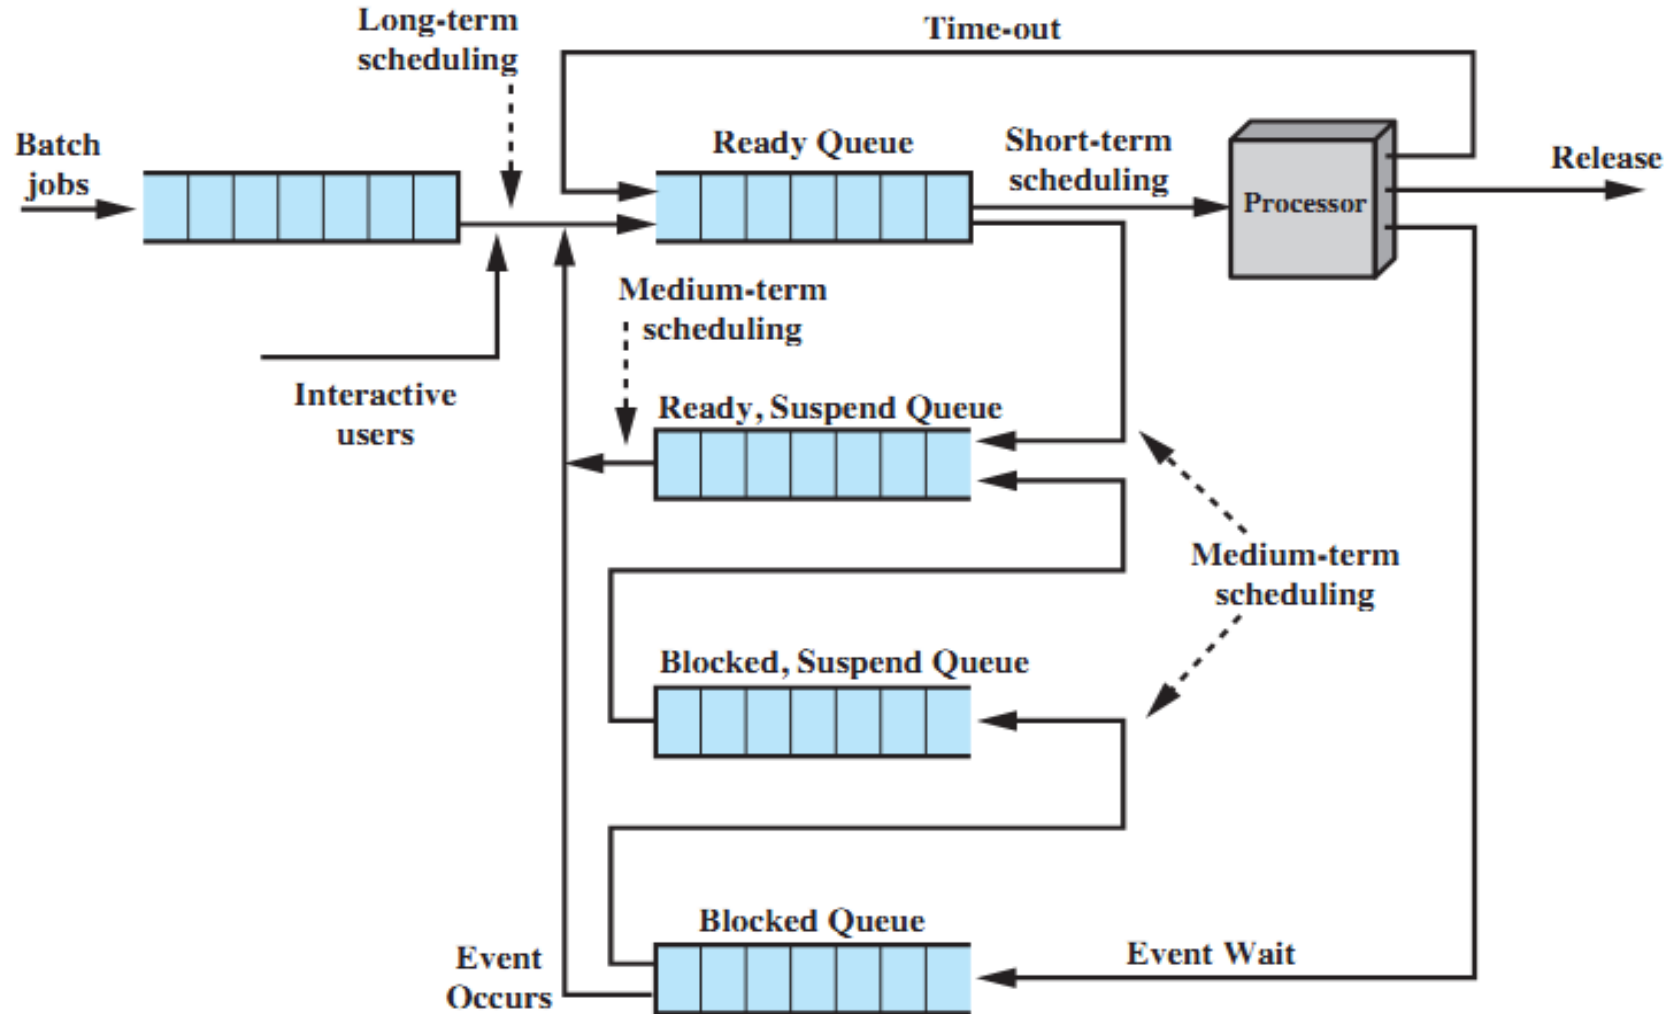 Long-term
scheduling
Time-out
Batch
jobs
Ready Queue
Short-term
scheduling
Processor
Release
Medium-term
scheduling
Interactive
users
Ready, Suspend Queue
Medium-term
scheduling
Blocked, Suspend Queue
Blocked Queue
Event
Occurs
Event Wait